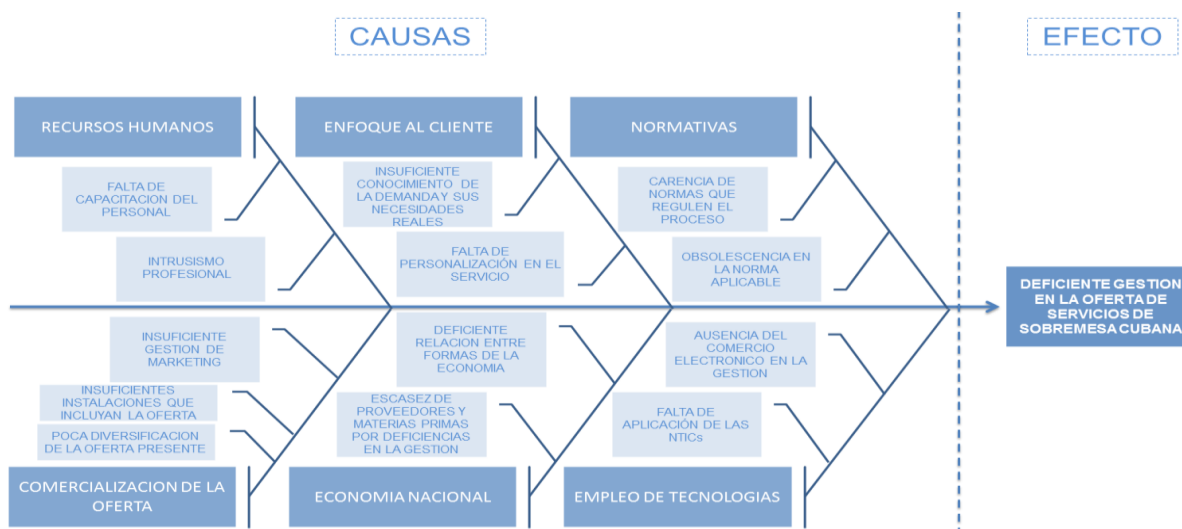 CAUSAS
EFECTO
RECURSOS HUMANOS
ENFOQUE AL CLIENTE
NORMATIVAS
FALTA DE
CAPACITACION DEL
PERSONAL
INTRUSISMO
PROFESIONAL
INSUFICIENTE
CONOCIMIENTO DE
LA DEMANDA Y SUS
NECESIDADES
REALES
FALTA DE
PERSONALIZACIÓN EN EL
SERVICIO
CARENCIA DE
NORMAS QUE
REGULEN EL
PROCESO
OBSOLESCENCIA EN
LA NORMA
APLICABLE
DEFICIENTE GESTION
EN LA OFERTA DE
SERVICIOS DE
SOBREMESA CUBANA
INSUFICIENTE
GESTION DE
MARKETING
INSUFICIENTES
INSTALACIONES QUE
INCLUYAN LA OFERTA
POCA DIVERSIFICACION
DE LA OFERTA PRESENTE
DEFICIENTE
RELACION ENTRE
FORMAS DE LA
ECONOMIA
ESCASEZ DE
PROVEEDORES Y
MATERIAS PRIMAS
POR DEFICIENCIAS
EN LA GESTION
AUSENCIA DEL
COMERCIO
ELECTRONICO EN LA
GESTION
FALTA DE
APLICACIÓN DE LAS
NTICs
COMERCIALIZACION DE LA
OFERTA
ECONOMIA NACIONAL
EMPLEO DE TECNOLOGIAS